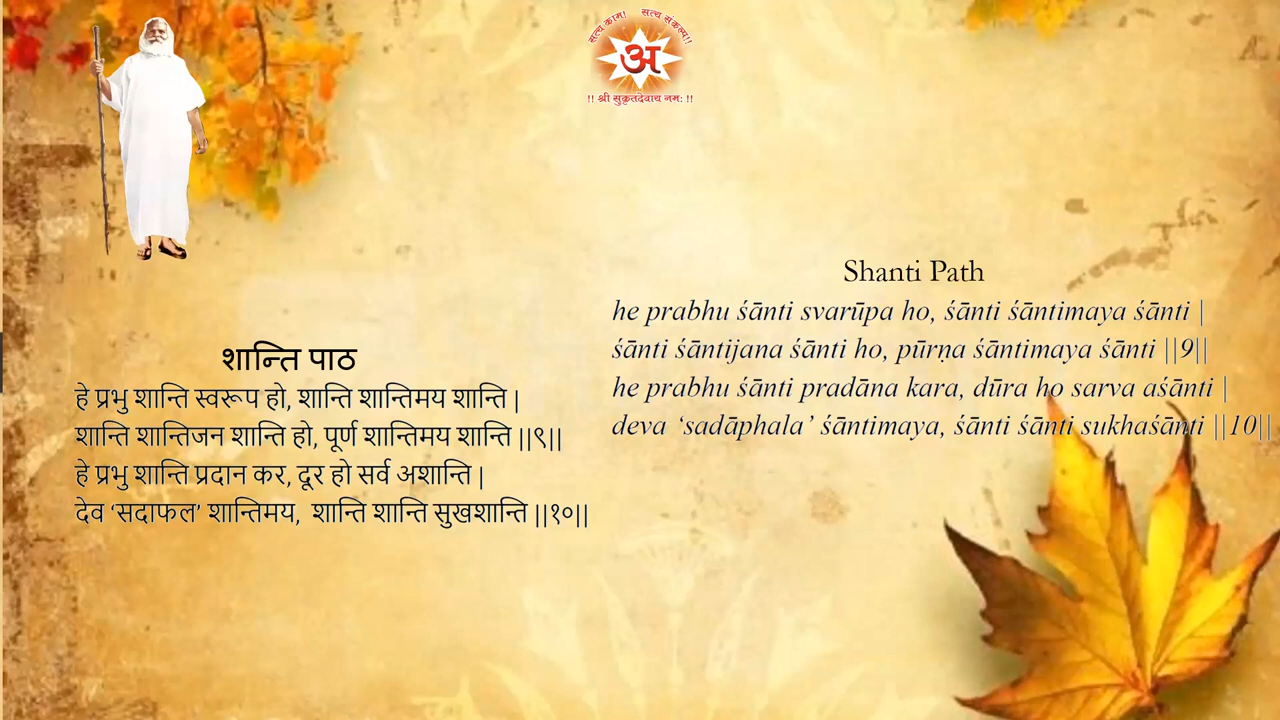 सत्य काम! सत्य संकल्प!!
अ
!! श्री सुकृतदेवाय नमः !!
शान्ति पाठ
हे प्रभु शान्ति स्वरूप हो, शान्ति शान्तिमय शान्ति |
शान्ति शान्तिजन शान्ति हो, पूर्ण शान्तिमय शान्ति ||९||
हे प्रभु शान्ति प्रदान कर, दूर हो सर्व अशान्ति |
देव ‘सदाफल’ शान्तिमय, शान्ति शान्ति सुखशान्ति ||१०||
Shanti Path
he prabhu śānti svarūpa ho, śānti śāntimaya śānti |
śānti śāntijana śānti ho, pūrṇa śāntimaya śānti ||9||
he prabhu śānti pradāna kara, dūra ho sarva aśānti |
deva ‘sadāphala’ śāntimaya, śānti śānti sukhaśānti ||10||